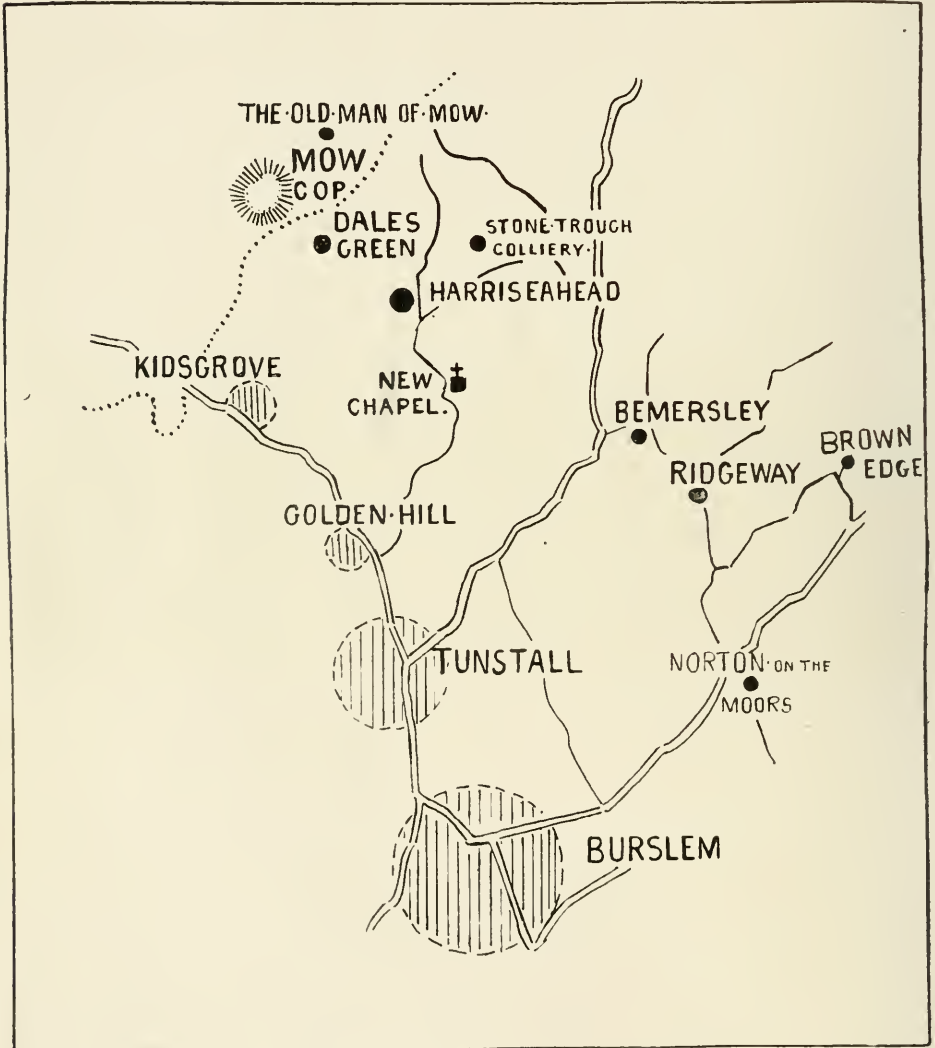 THE·OLD·MAN OF·MOW·
MOW
COP
DALES
GREEN
STONE·TROUGH
COLLIERY·
HARRISEAHEAD
KIDSGROVE
NEW
CHAPEL.
BEMERSLEY
BROWN
EDGE
RIDGEWAY
GOLDEN·HILL
TUNSTALL
NORTON·ON THE
MOORS
BURSLEM